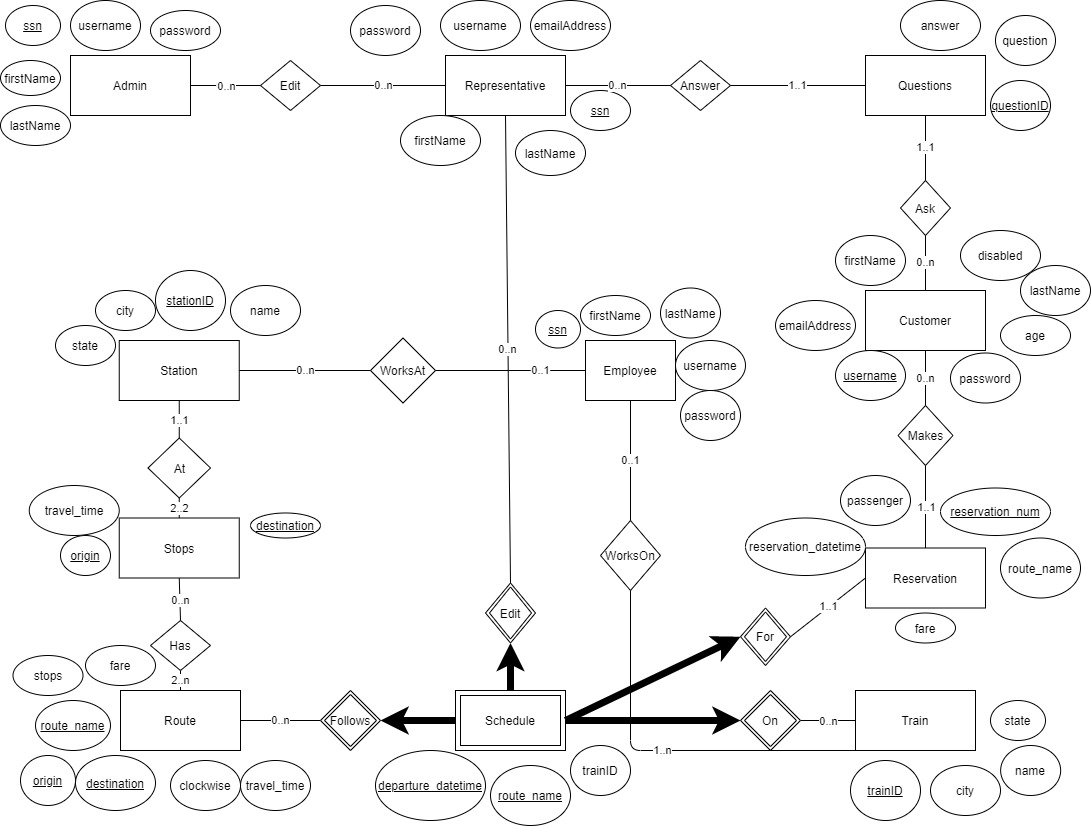 ssn
username
password
firstName
lastName
Admin
0..n
Edit
0..n
password
username
emailAddress
Representative
firstName
lastName
ssn
0..n
Answer
1..1
answer
question
Questions
questionID
1..1
Ask
0..n
firstName
disabled
lastName
emailAddress
Customer
age
username
password
0..n
Makes
1..1
state
city
stationID
name
Station
0..n
WorksAt
0..1
ssn
firstName
lastName
Employee
username
password
0..n
1..1
At
2..2
travel_time
origin
Stops
destination
0..n
Has
2..n
0..1
WorksOn
1..n
Edit
passenger
reservation_num
reservation_datetime
Reservation
route_name
fare
1..1
For
stops
fare
route_name
Route
origin
destination
clockwise
travel_time
0..n
Follows
Schedule
departure_datetime
route_name
trainID
On
0..n
Train
state
name
city
trainID